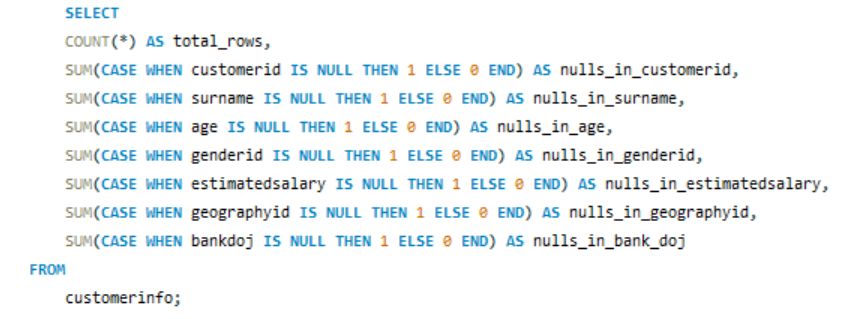 SELECT
COUNT(*) AS total_rows,
SUM(CASE WHEN customerid IS NULL THEN 1 ELSE 0 END) AS nulls_in_customerid,
SUM(CASE WHEN surname IS NULL THEN 1 ELSE 0 END) AS nulls_in_surname,
SUM(CASE WHEN age IS NULL THEN 1 ELSE 0 END) AS nulls_in_age,
SUM(CASE WHEN genderid IS NULL THEN 1 ELSE 0 END) AS nulls_in_genderid,
SUM(CASE WHEN estimatedsalary IS NULL THEN 1 ELSE 0 END) AS nulls_in_estimatedsalary,
SUM(CASE WHEN geographyid IS NULL THEN 1 ELSE 0 END) AS nulls_in_geographyid,
SUM(CASE WHEN bankdoj IS NULL THEN 1 ELSE 0 END) AS nulls_in_bank_doj
FROM
customerinfo;